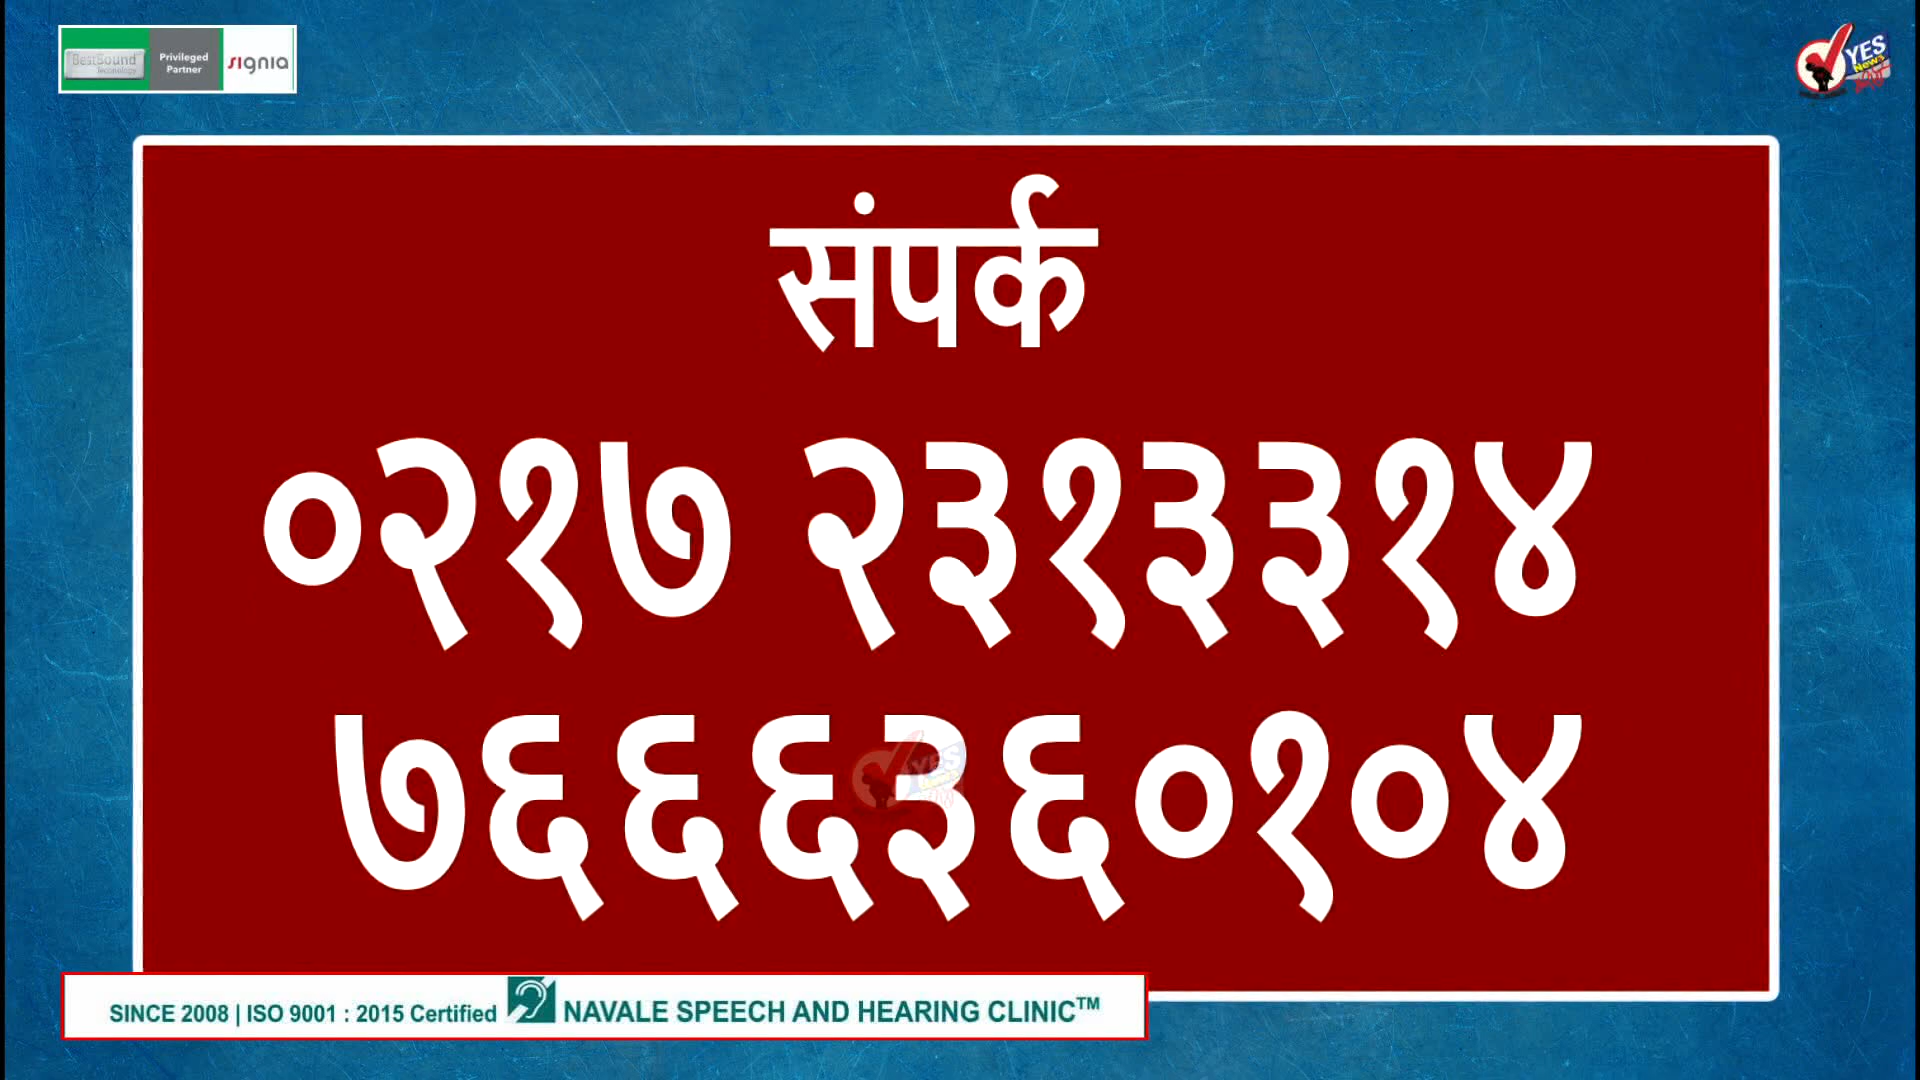 BestSound
Technology
Privileged
Partner
signia
YES
News
संपर्क
०२१७ २३१३३१४
७६६६३६०१०४
SINCE 2008 | ISO 9001 : 2015 Certified NAVALE SPEECH AND HEARING CLINIC™